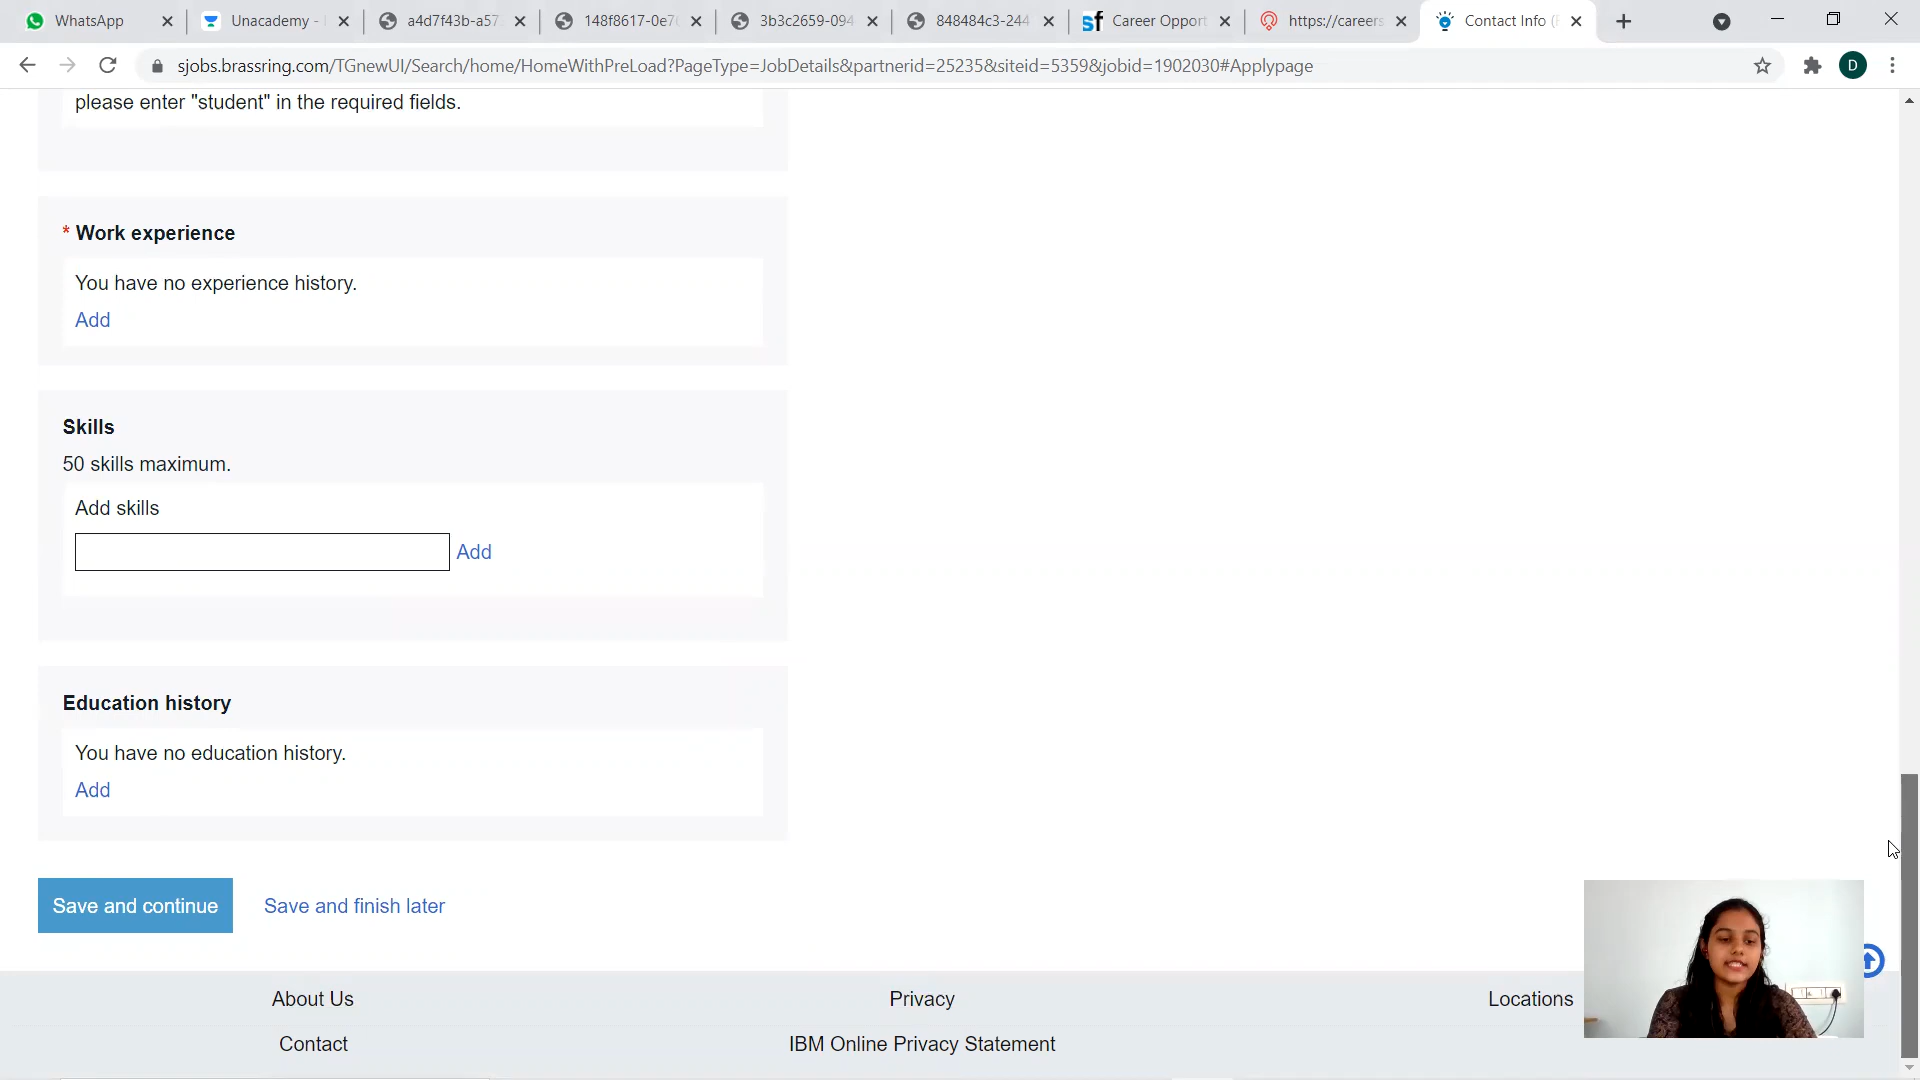 WhatsApp
Unacademy -
a4d7f43b-a57
148f8617-0e7
3b3c2659-094
848484c3-244
Career Opport
https://careers
Contact Info (
sjobs.brassring.com/TGnewUI/Search/home/HomeWithPreLoad?PageType=JobDetails&partnerid=25235&siteid=5359&jobid=1902030#Applypage
D
please enter "student" in the required fields.
* Work experience
You have no experience history.
Add
Skills
50 skills maximum.
Add skills
Add
Education history
You have no education history.
Add
Save and continue
Save and finish later
About Us
Privacy
Locations
Contact
IBM Online Privacy Statement